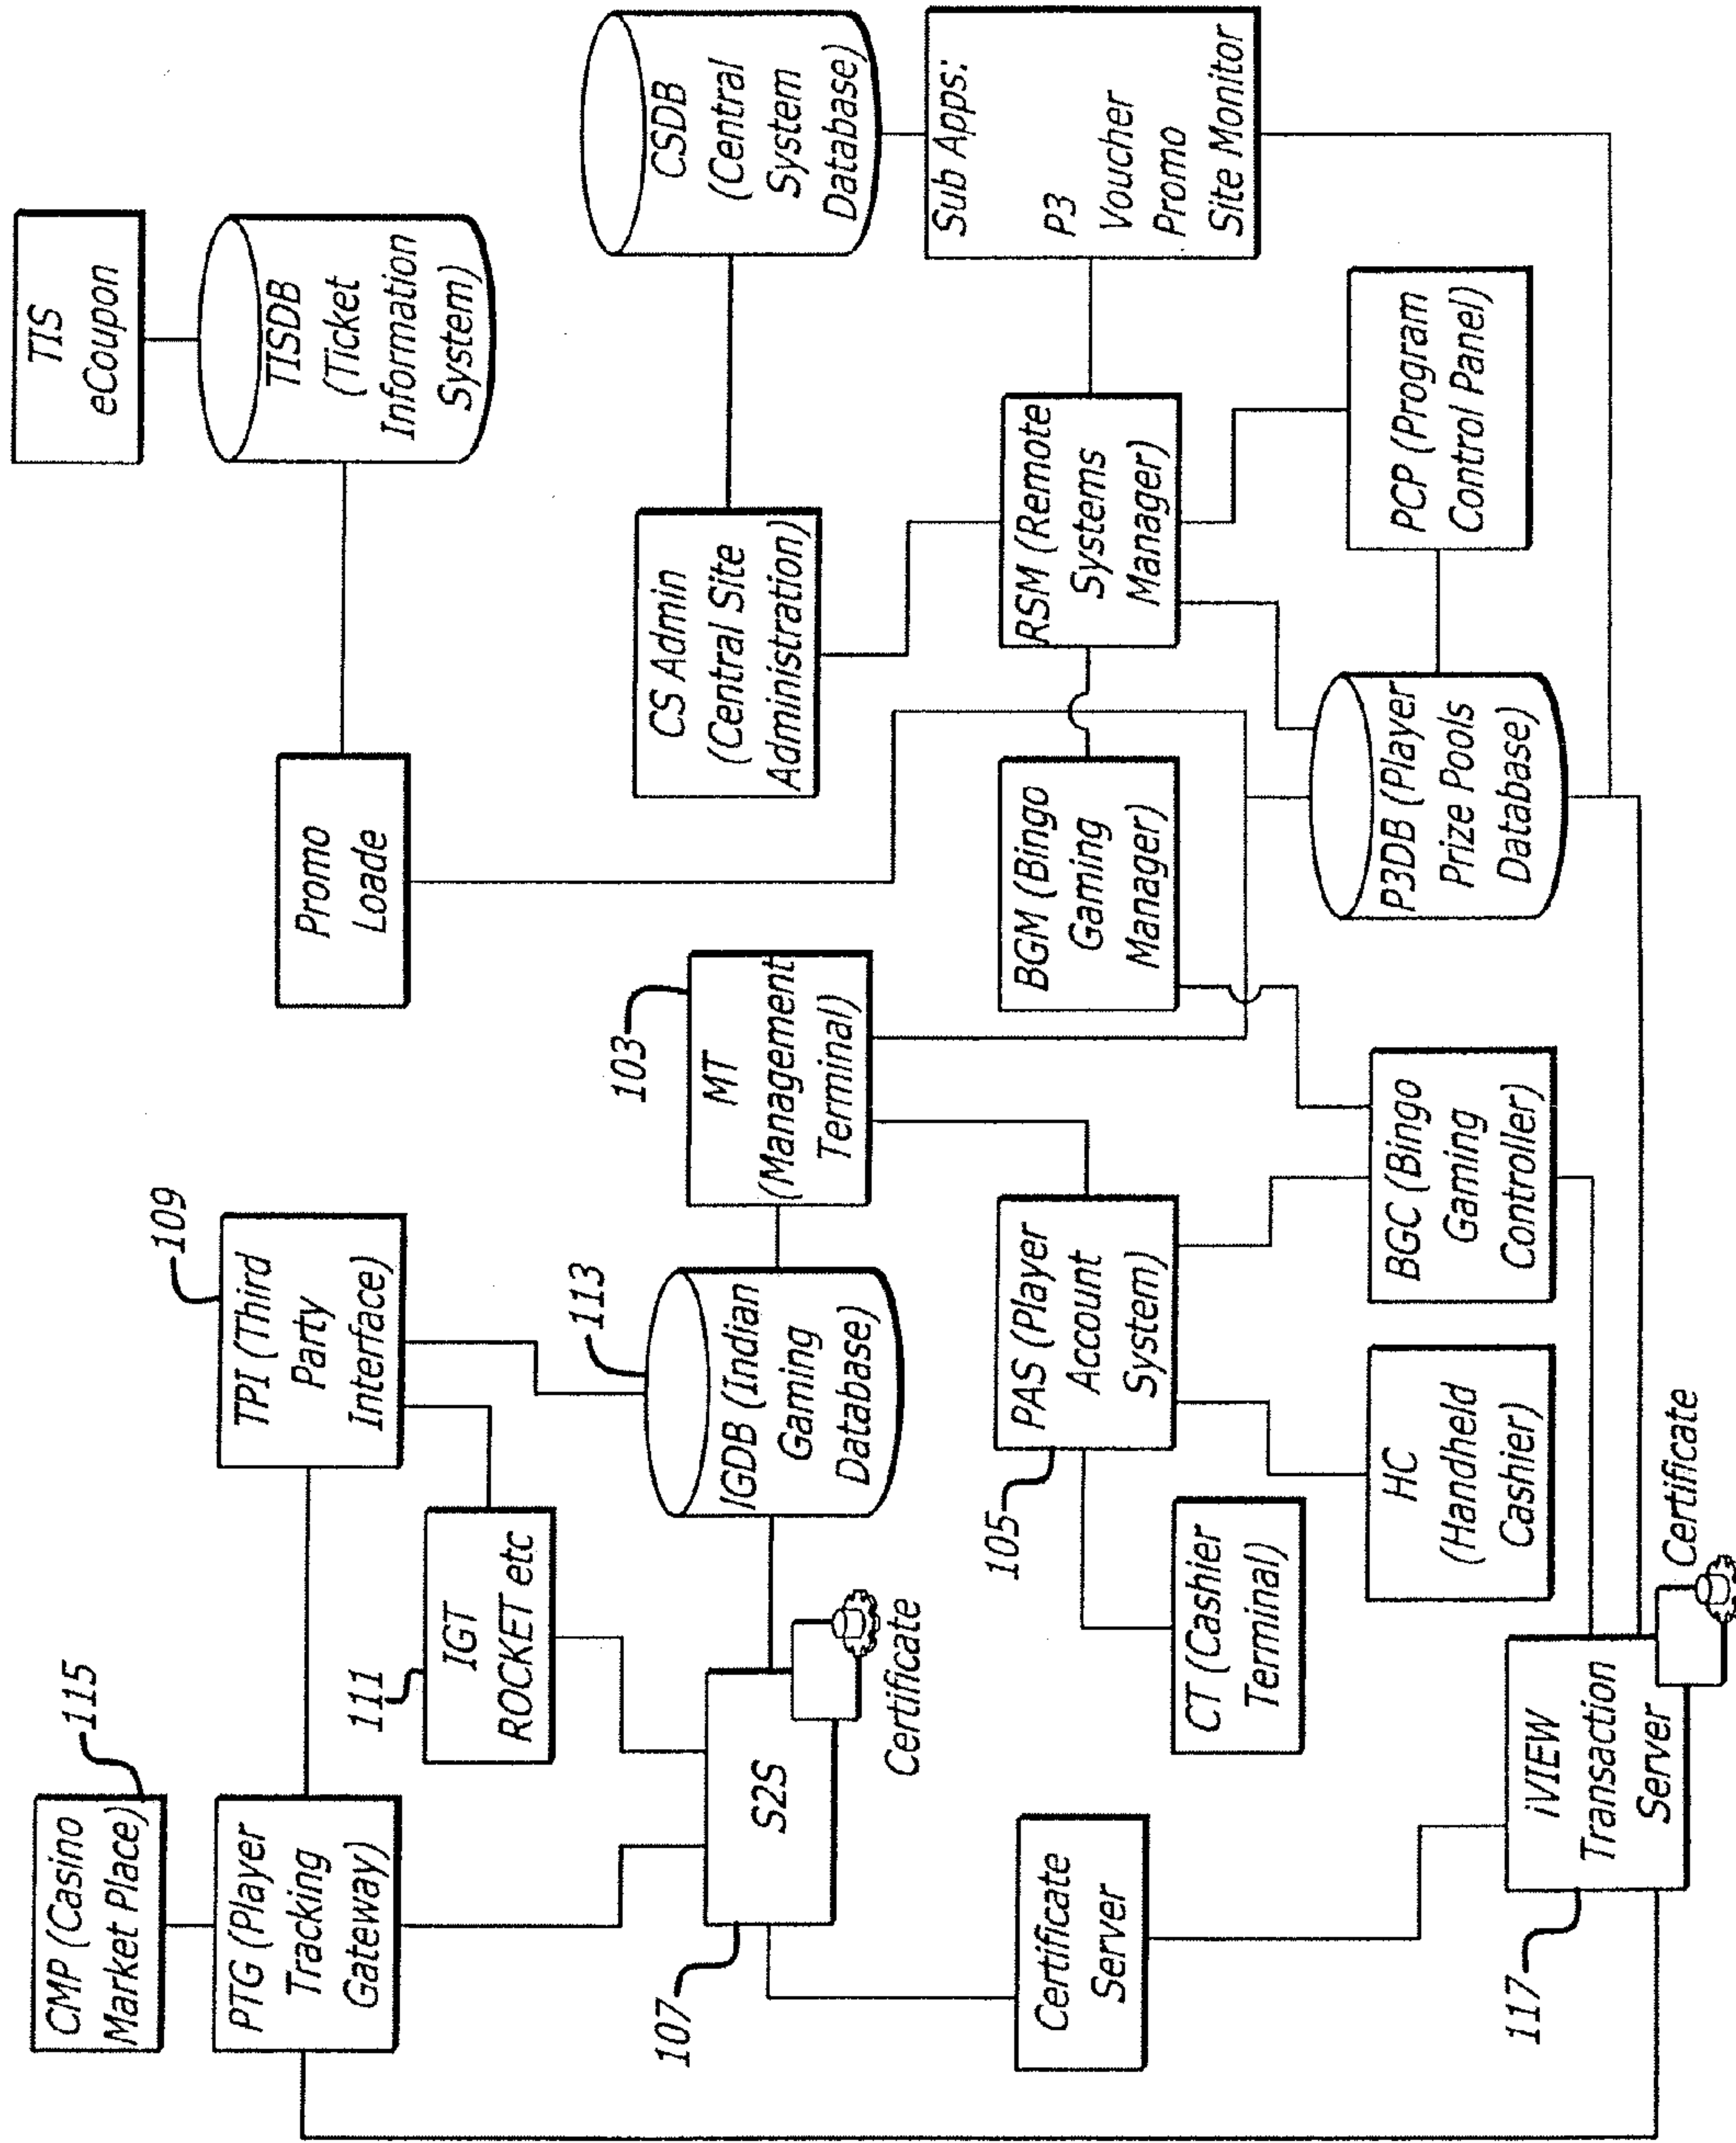 CMP (Casino
Market Place)
115
PTG (Player
Tracking
Gateway)
TPI (Third
Party
Interface)
109
Promo
Loade
TISDB
(Ticket
Information
System)
TIS
eCoupon
IGT
ROCKET etc
111
S2S
107
Certificate
IGDB (Indian
Gaming
Database)
113
MT
(Management
Terminal)
103
CS Admin
(Central Site
Administration)
CSDB
(Central
System
Database)
Certificate
Server
PAS (Player
Account
System)
105
BGM (Bingo
Gaming
Manager)
RSM (Remote
Systems
Manager)
Sub Apps:
P3
Voucher
Promo
Site Monitor
CT (Cashier
Terminal)
HC
(Handheld
Cashier)
BGC (Bingo
Gaming
Controller)
P3DB (Player
Prize Pools
Database)
PCP (Program
Control Panel)
iVIEW
Transaction
Server
117
Certificate